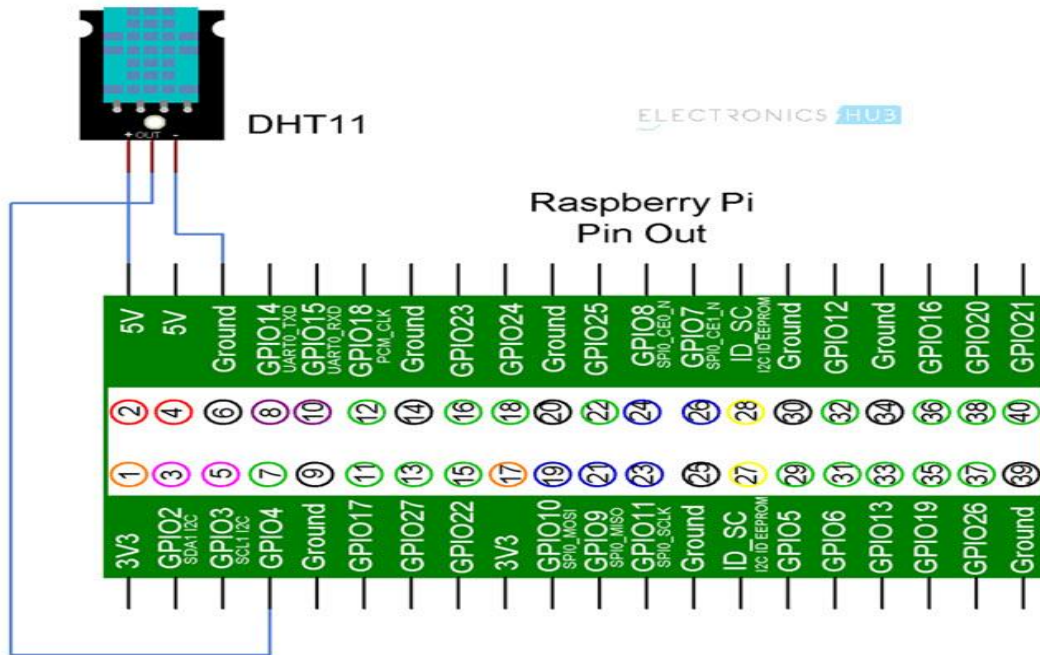 + OUT -
DHT11
ELECTRONICS HUB
Raspberry Pi
Pin Out
5V
5V
Ground
GPIO14
UART0_TXD
GPIO15
UART0_RXD
GPIO18
PCM_CLK
Ground
GPIO23
GPIO24
Ground
GPIO25
GPIO8
SPI0_CE0_N
GPIO7
SPI0_CE1_N
ID_SC
I2C ID EEPROM
Ground
GPIO12
Ground
GPIO16
GPIO20
GPIO21
2 4 6 8 10 12 14 16 18 20 22 24 26 28 30 32 34 36 38 40
1 3 5 7 9 11 13 15 17 19 21 23 25 27 29 31 33 35 37 39
3V3
GPIO2
SDA1 I2C
GPIO3
SCL1 I2C
GPIO4
Ground
GPIO17
GPIO27
GPIO22
3V3
GPIO10
SPI0_MOSI
GPIO9
SPI0_MISO
GPIO11
SPI0_SCLK
Ground
ID_SC
I2C ID EEPROM
GPIO5
GPIO6
GPIO13
GPIO19
GPIO26
Ground